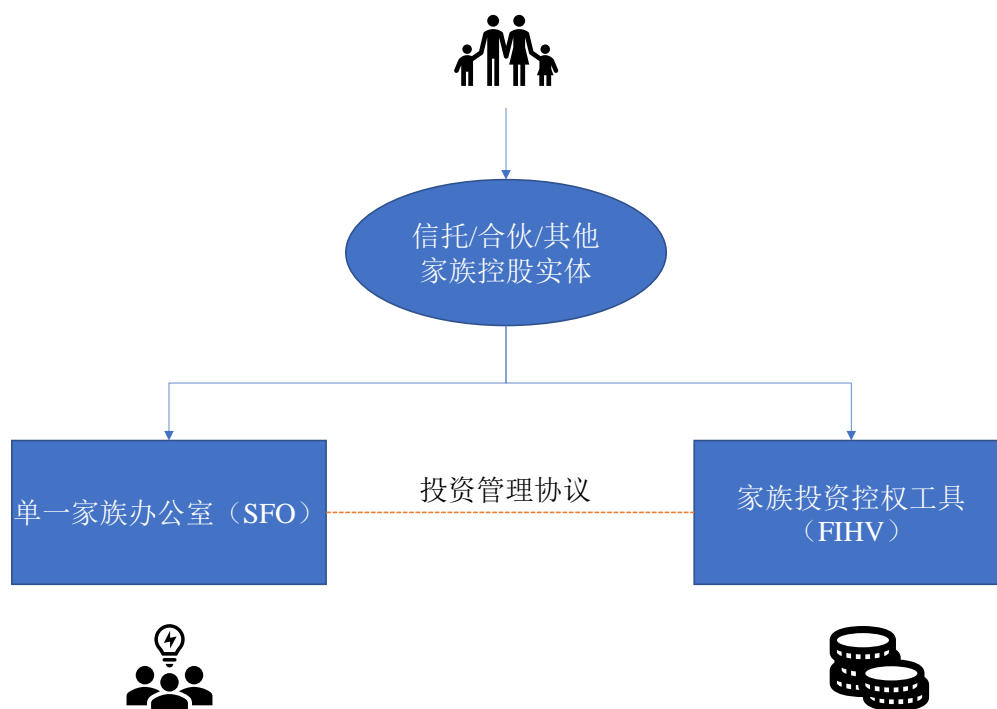 信托/合伙/其他
家族控股实体
单一家族办公室（SFO）
投资管理协议
家族投资控权工具
（FIHV）